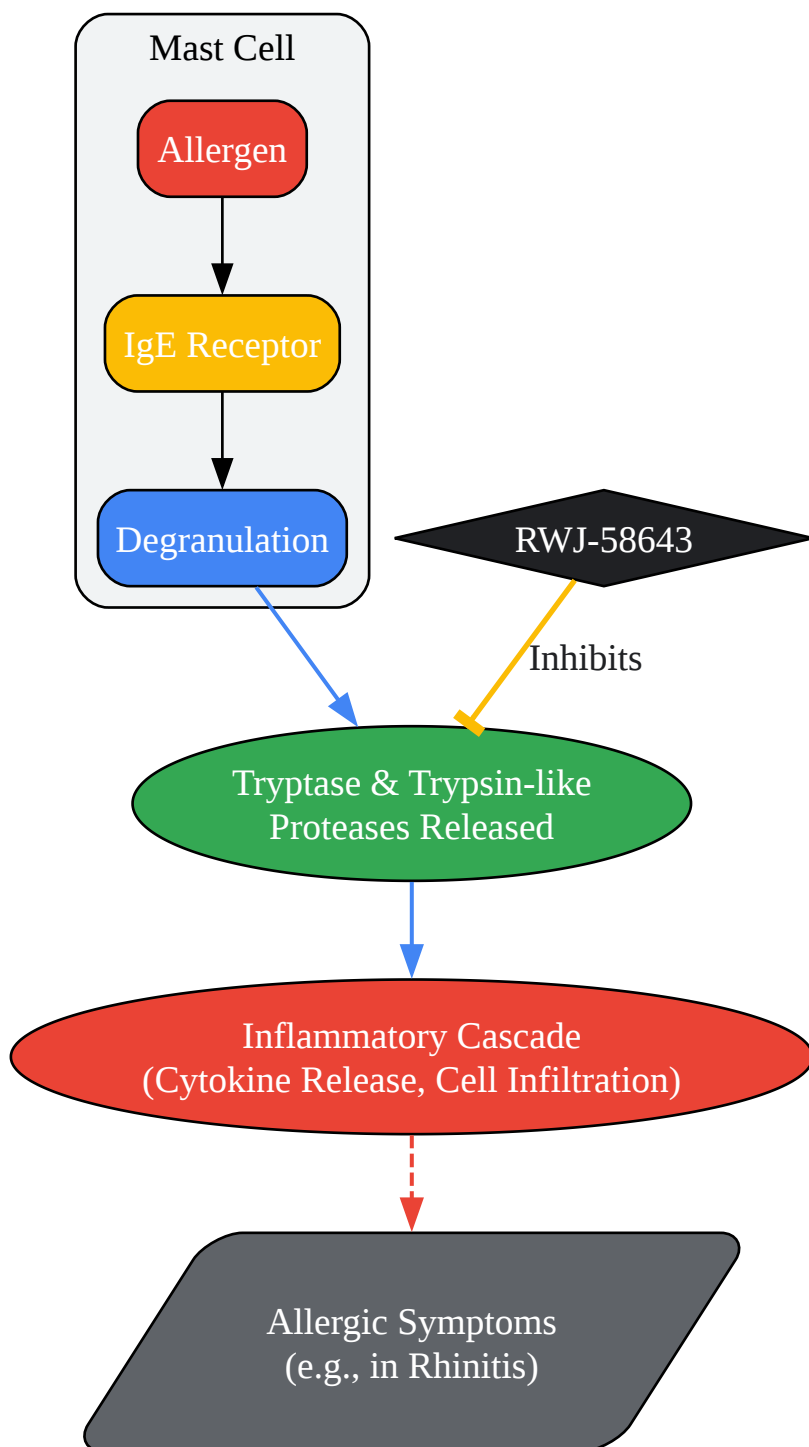 Mast Cell
Allergen
IgE Receptor
Degranulation
RWJ-58643
Inhibits
Tryptase & Trypsin-like
Proteases Released
Inflammatory Cascade
(Cytokine Release, Cell Infiltration)
Allergic Symptoms
(e.g., in Rhinitis)